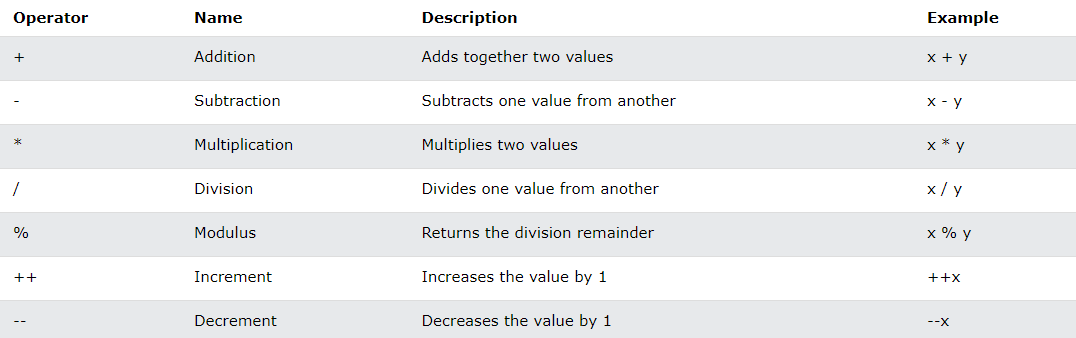 Operator Name Description Example
+ Addition Adds together two values x + y
- Subtraction Subtracts one value from another x - y
* Multiplication Multiplies two values x * y
/ Division Divides one value from another x / y
% Modulus Returns the division remainder x % y
++ Increment Increases the value by 1 ++x
-- Decrement Decreases the value by 1 --x